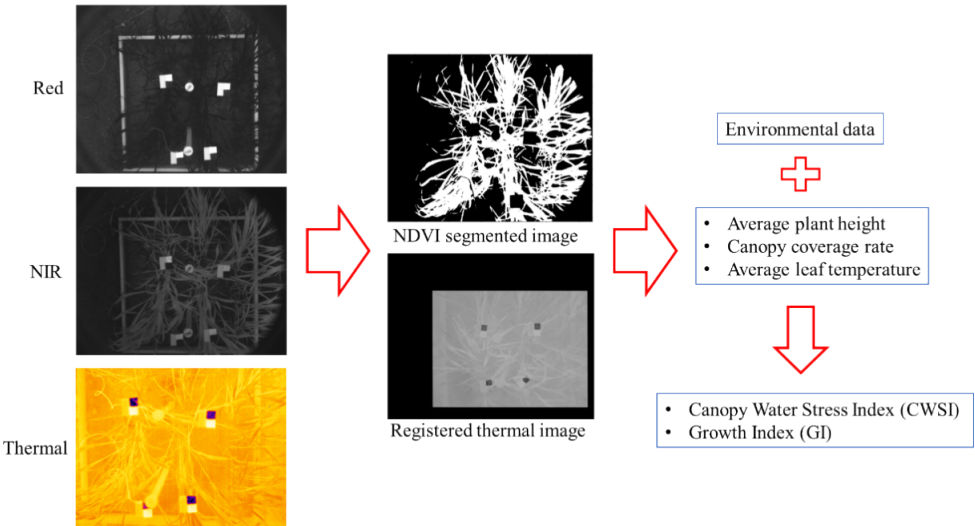 Red
NIR
Thermal
NDVI segmented image
Registered thermal image
Environmental data
• Average plant height
• Canopy coverage rate
• Average leaf temperature
• Canopy Water Stress Index (CWSI)
• Growth Index (GI)